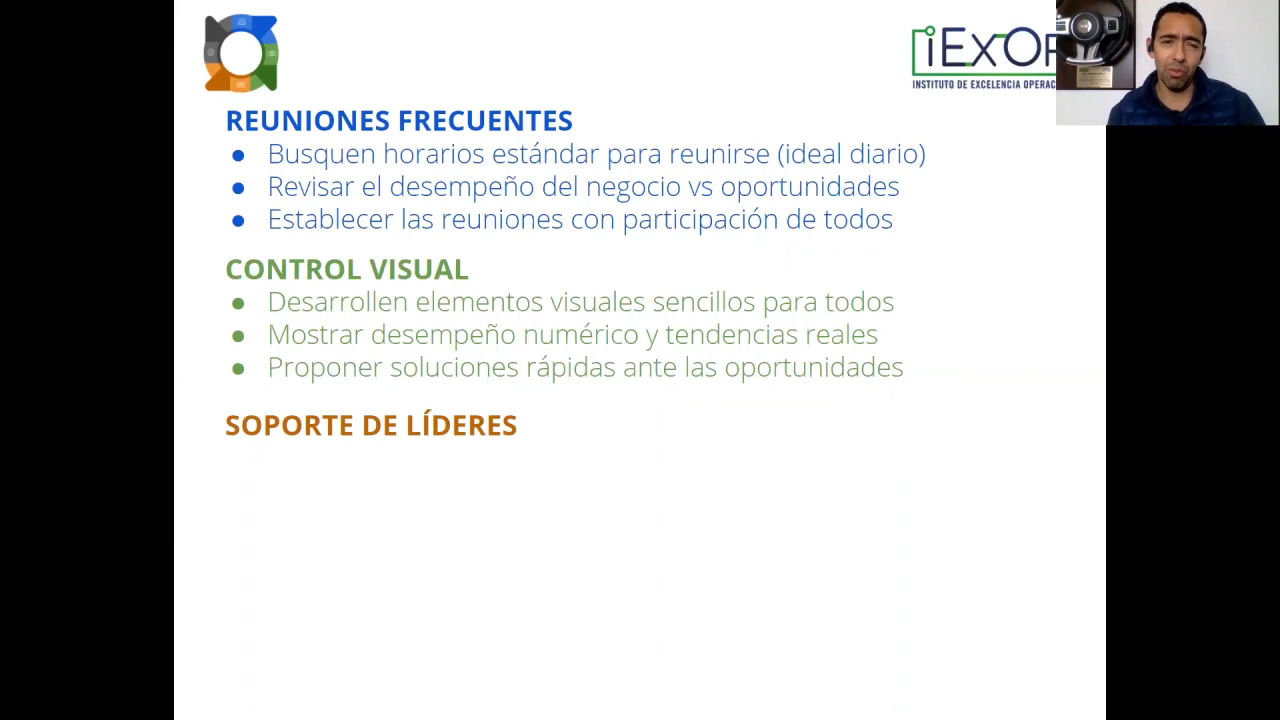 iExOP
INSTITUTO DE EXCELENCIA OPERAC
REUNIONES FRECUENTES
● Busquen horarios estándar para reunirse (ideal diario)
● Revisar el desempeño del negocio vs oportunidades
● Establecer las reuniones con participación de todos
CONTROL VISUAL
● Desarrollen elementos visuales sencillos para todos
● Mostrar desempeño numérico y tendencias reales
● Proponer soluciones rápidas ante las oportunidades
SOPORTE DE LÍDERES